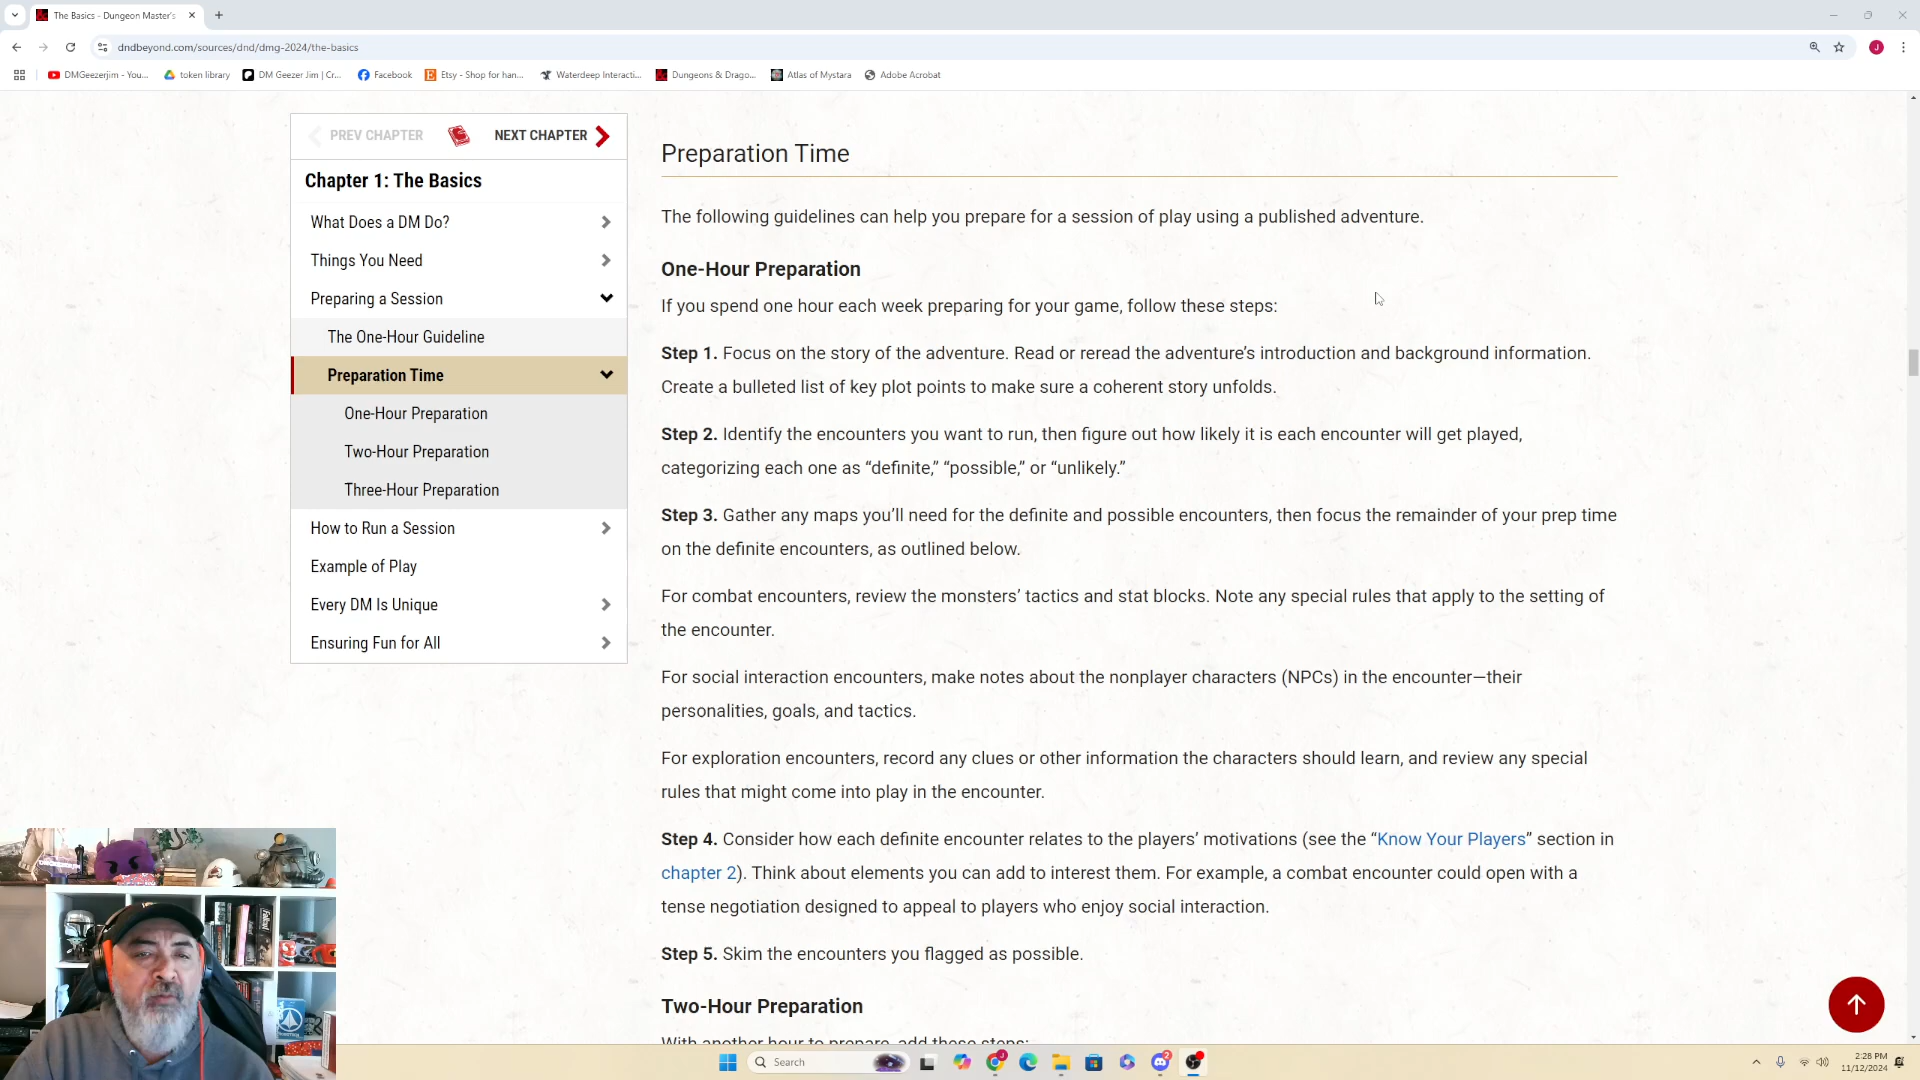 The Basics - Dungeon Master's
dndbeyond.com/sources/dnd/dmg-2024/the-basics
DMGeezerjim - You...
token library
DM Geezer Jim | Cr...
Facebook
Etsy - Shop for han...
Waterdeep Interacti...
Dungeons & Drago...
Atlas of Mystara
Adobe Acrobat
PREV CHAPTER
NEXT CHAPTER
Chapter 1: The Basics
What Does a DM Do?
Things You Need
Preparing a Session
The One-Hour Guideline
Preparation Time
One-Hour Preparation
Two-Hour Preparation
Three-Hour Preparation
How to Run a Session
Example of Play
Every DM Is Unique
Ensuring Fun for All
Preparation Time
The following guidelines can help you prepare for a session of play using a published adventure.
One-Hour Preparation
If you spend one hour each week preparing for your game, follow these steps:
Step 1. Focus on the story of the adventure. Read or reread the adventure's introduction and background information.
Create a bulleted list of key plot points to make sure a coherent story unfolds.
Step 2. Identify the encounters you want to run, then figure out how likely it is each encounter will get played,
categorizing each one as “definite,” “possible,” or “unlikely.”
Step 3. Gather any maps you'll need for the definite and possible encounters, then focus the remainder of your prep time
on the definite encounters, as outlined below.
For combat encounters, review the monsters' tactics and stat blocks. Note any special rules that apply to the setting of
the encounter.
For social interaction encounters, make notes about the nonplayer characters (NPCs) in the encounter—their
personalities, goals, and tactics.
For exploration encounters, record any clues or other information the characters should learn, and review any special
rules that might come into play in the encounter.
Step 4. Consider how each definite encounter relates to the players' motivations (see the “Know Your Players” section in
chapter 2). Think about elements you can add to interest them. For example, a combat encounter could open with a
tense negotiation designed to appeal to players who enjoy social interaction.
Step 5. Skim the encounters you flagged as possible.
Two-Hour Preparation
With another hour to prepare, add these steps:
Search
2:28 PM
11/12/2024